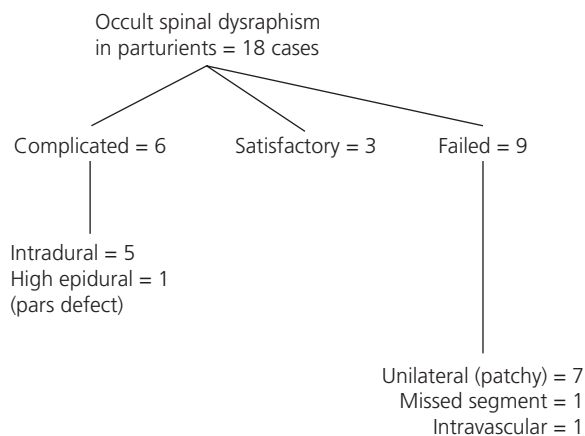 Occult spinal dysraphism
in parturients = 18 cases
Complicated = 6
Satisfactory = 3
Failed = 9
Intradural = 5
High epidural = 1
(pars defect)
Unilateral (patchy) = 7
Missed segment = 1
Intravascular = 1